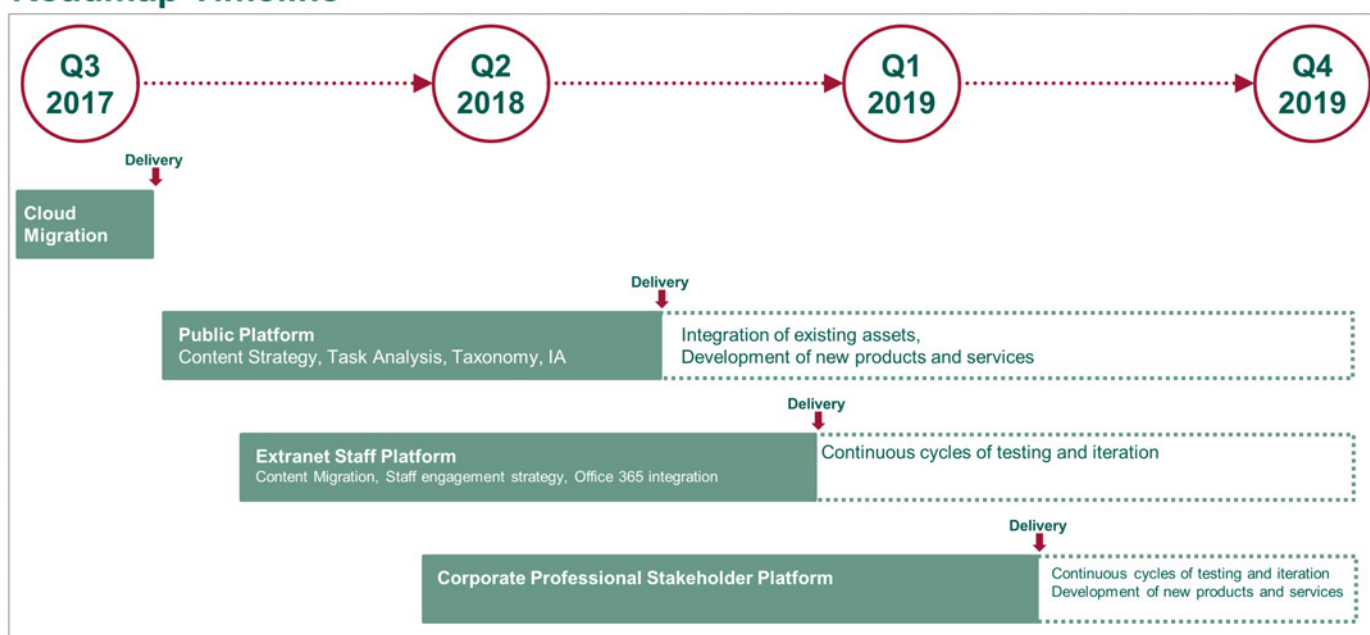 Roadmap Timeline
Q3
2017
Q2
2018
Q1
2019
Q4
2019
Delivery
Cloud
Migration
Delivery
Public Platform
Content Strategy, Task Analysis, Taxonomy, IA
Integration of existing assets,
Development of new products and services
Delivery
Extranet Staff Platform
Content Migration, Staff engagement strategy, Office 365 integration
Continuous cycles of testing and iteration
Delivery
Corporate Professional Stakeholder Platform
Continuous cycles of testing and iteration
Development of new products and services